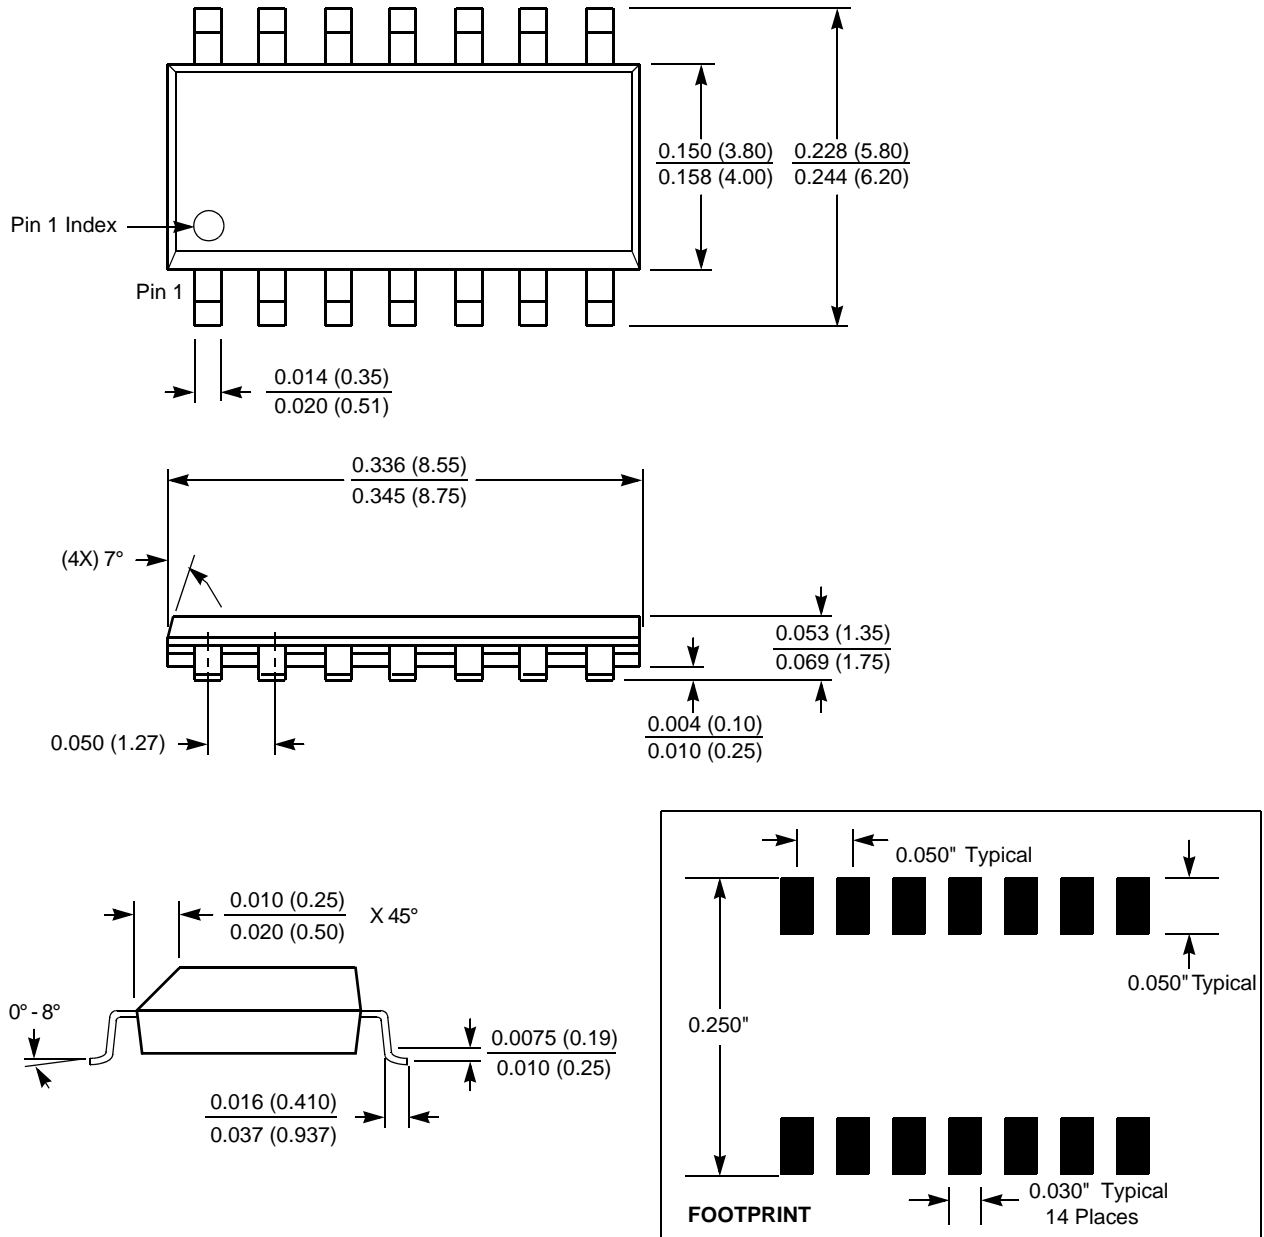 0.150 (3.80) 0.228 (5.80)
0.158 (4.00) 0.244 (6.20)
Pin 1 Index
Pin 1
0.014 (0.35)
0.020 (0.51)
0.336 (8.55)
0.345 (8.75)
(4X) 7°
0.053 (1.35)
0.069 (1.75)
0.004 (0.10)
0.010 (0.25)
0.050 (1.27)
0.010 (0.25)
0.020 (0.50)
X 45°
0° - 8°
0.0075 (0.19)
0.010 (0.25)
0.016 (0.410)
0.037 (0.937)
0.050" Typical
0.050" Typical
0.250"
0.030" Typical
14 Places
FOOTPRINT